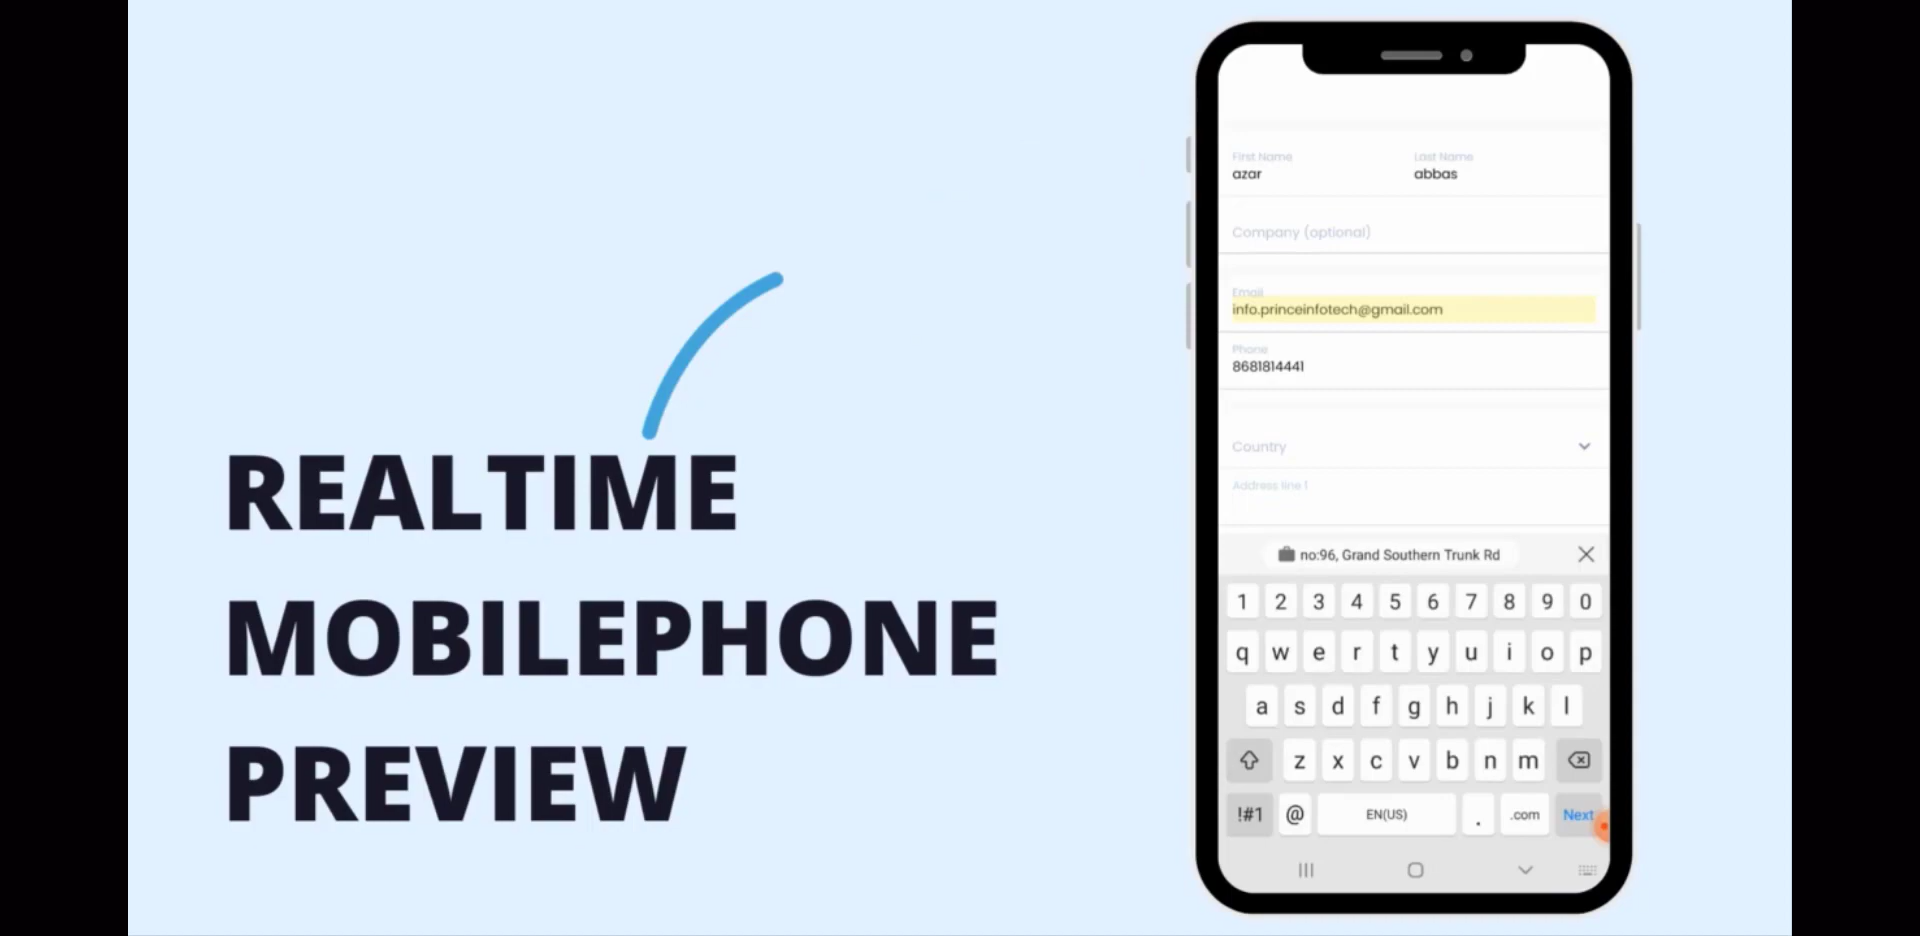 REALTIME
MOBILEPHONE
PREVIEW
First Name Last Name
azar abbas
Company (optional)
Email
info.princeinfotech@gmail.com
Phone
8681814441
Country
Address line 1
no:96, Grand Southern Trunk Rd
1 2 3 4 5 6 7 8 9 0
q w e r t y u i o p
a s d f g h j k l
z x c v b n m
!#1 @ EN(US) . .com Next